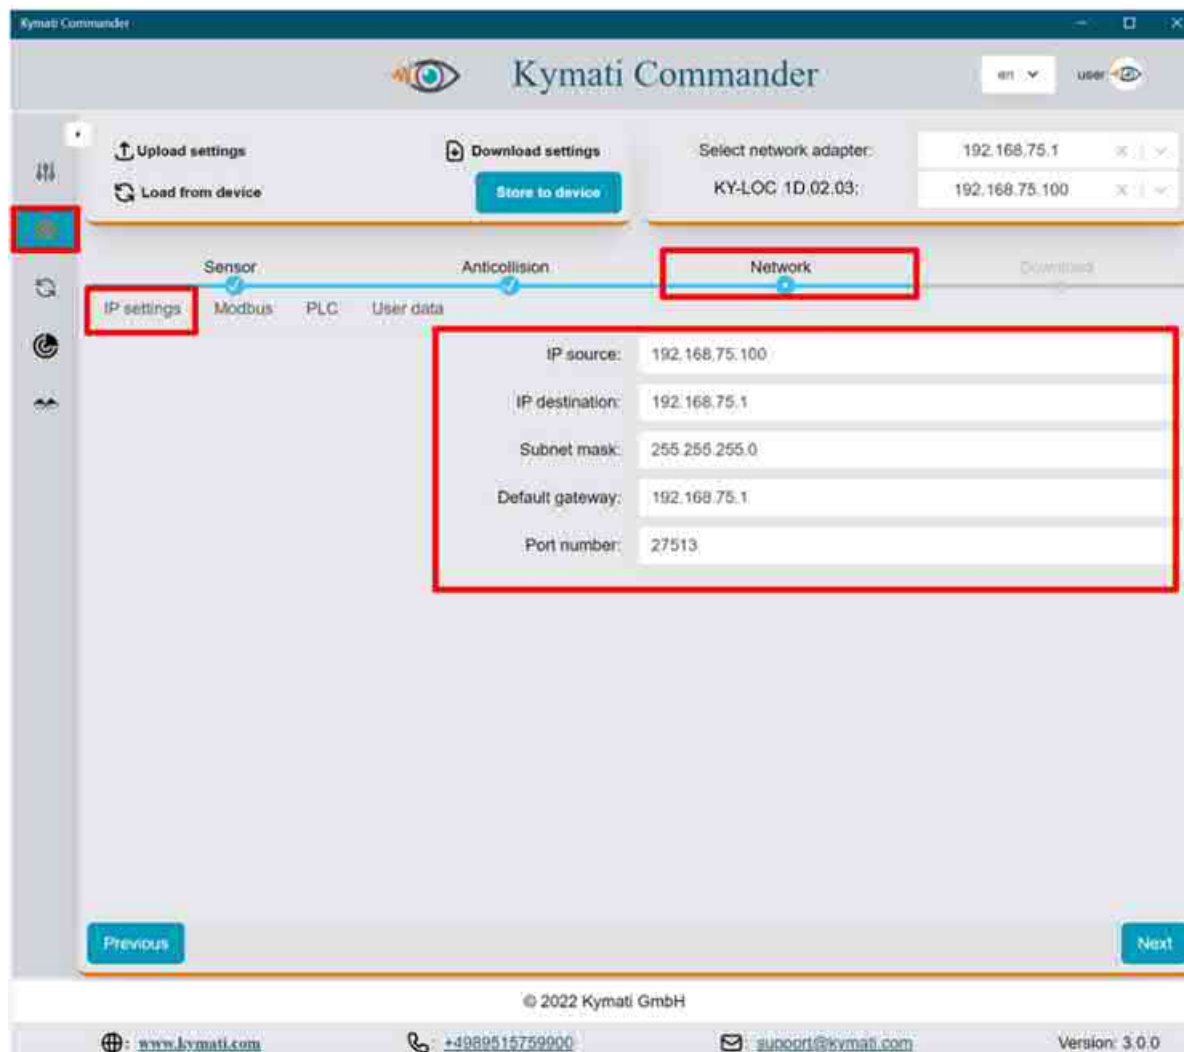 Kymati Commander
Kymati Commander
en
user
Upload settings
Download settings
Select network adapter:
192.168.75.1
Load from device
Store to device
KY-LOC 1D.02.03:
192.168.75.100
Sensor
Anticollision
Network
Download
IP settings
Modbus
PLC
User data
IP source:
192.168.75.100
IP destination:
192.168.75.1
Subnet mask:
255.255.255.0
Default gateway:
192.168.75.1
Port number:
27513
Previous
Next
© 2022 Kymati GmbH
: www.kymati.com
: +4989515759900
: support@kymati.com
Version: 3.0.0